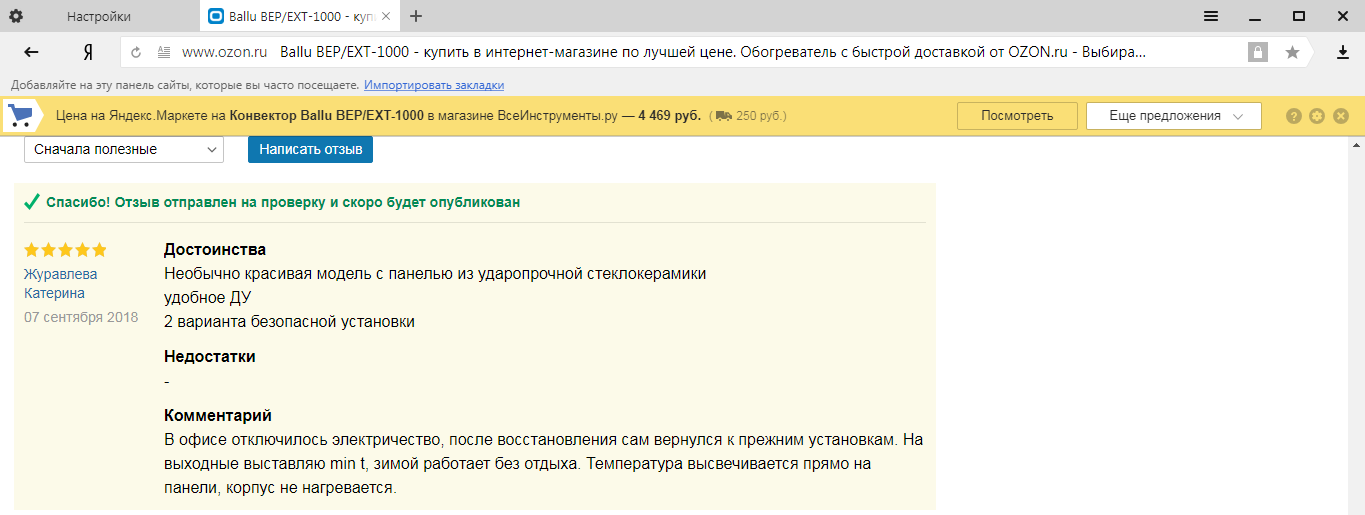 Настройки
Ballu BEP/EXT-1000 - куп
Я
www.ozon.ru Ballu BEP/EXT-1000 - купить в интернет-магазине по лучшей цене. Обогреватель с быстрой доставкой от OZON.ru - Выбира...
Добавляйте на эту панель сайты, которые вы часто посещаете. Импортировать закладки
Цена на Яндекс.Маркете на Конвектор Ballu BEP/EXT-1000 в магазине ВсеИнструменты.ру — 4 469 руб. ( 250 руб.)
Посмотреть
Еще предложения
?
Сначала полезные
Написать отзыв
Спасибо! Отзыв отправлен на проверку и скоро будет опубликован
Журавлева
Катерина
07 сентября 2018
Достоинства
Необычно красивая модель с панелью из ударопрочной стеклокерамики
удобное ДУ
2 варианта безопасной установки
Недостатки
-
Комментарий
В офисе отключилось электричество, после восстановления сам вернулся к прежним установкам. На
выходные выставляю min t, зимой работает без отдыха. Температура высвечивается прямо на
панели, корпус не нагревается.